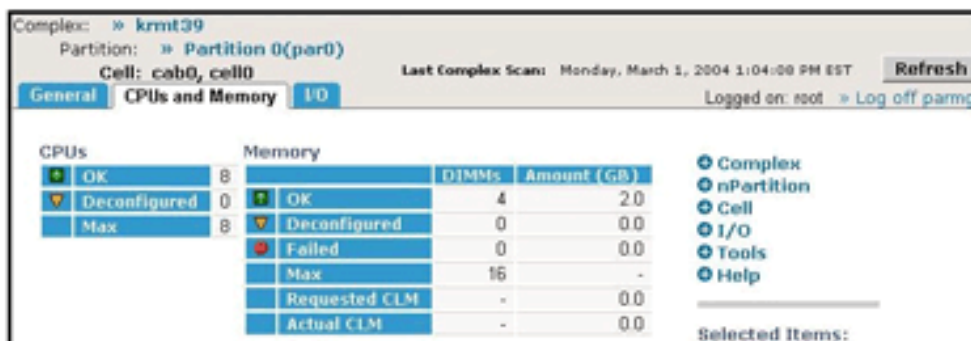 Complex: » krmt39
Partition: » Partition 0(par0)
Cell: cab0, cell0
Last Complex Scan: Monday, March 1, 2004 1:04:08 PM EST
Refresh
General CPUs and Memory I/O
Logged on: root » Log off parmg
CPUs
OK 8
Deconfigured 0
Max 8
Memory
DIMMs Amount (GB)
OK 4 2.0
Deconfigured 0 0.0
Failed 0 0.0
Max 16 -
Requested CLM - 0.0
Actual CLM - 0.0
Complex
nPartition
Cell
I/O
Tools
Help
Selected Items: